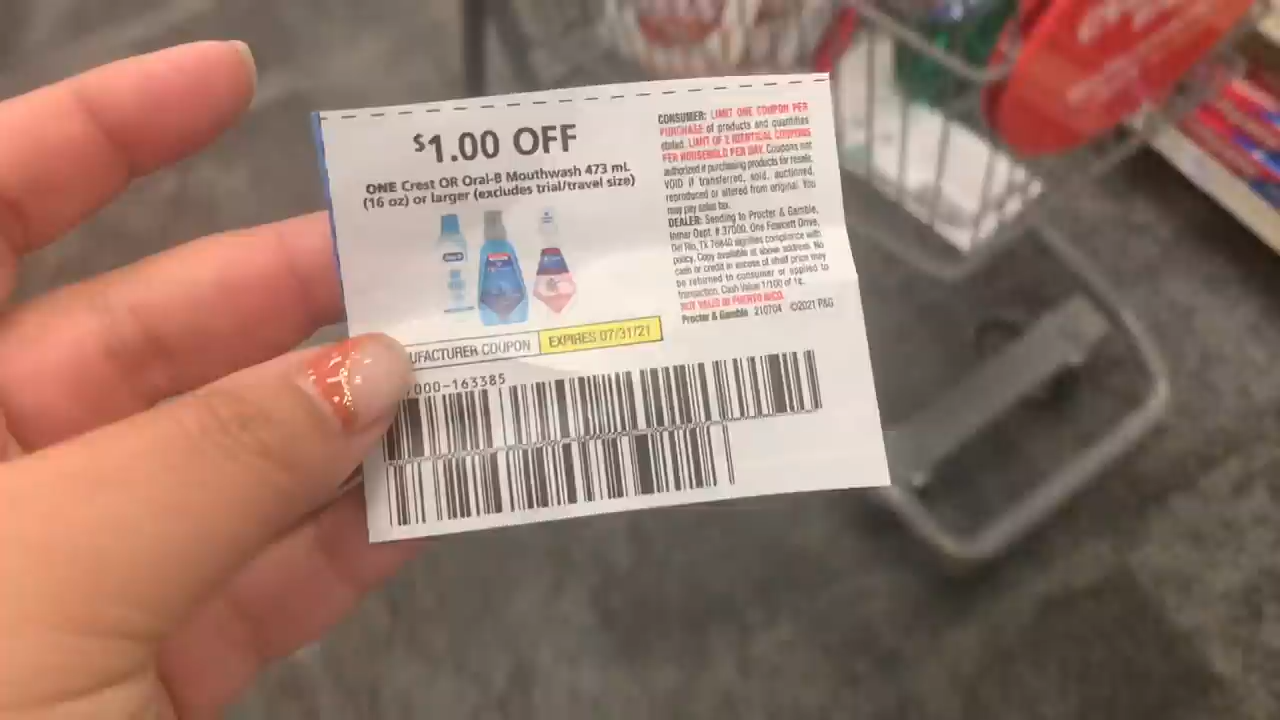 $1.00 OFF
ONE Crest OR Oral-B Mouthwash 473 mL
(16 oz) or larger (excludes trial/travel size)
UFACTURER COUPON
EXPIRES 07/31/21
000-163385
CONSUMER: LIMIT ONE COUPON PER
PURCHASE of products and quantities
stated. LIMIT OF 2 IDENTICAL COUPONS
PER HOUSEHOLD PER DAY. Coupons not
authorized if purchasing products for resale.
VOID if transferred, sold, auctioned,
reproduced or altered from original. You
may pay sales tax.
DEALER: Sending to Procter & Gamble,
Inmar Dept. # 37000, One Fawcett Drive,
Del Rio, TX 78840 signifies compliance with
policy. Copy available at above address. No
cash or credit in excess of shelf price may
be returned to consumer or applied to
transaction. Cash Value 1/100 of 1¢.
NOT VALID IN PUERTO RICO.
Procter & Gamble 210704 ©2021 P&G